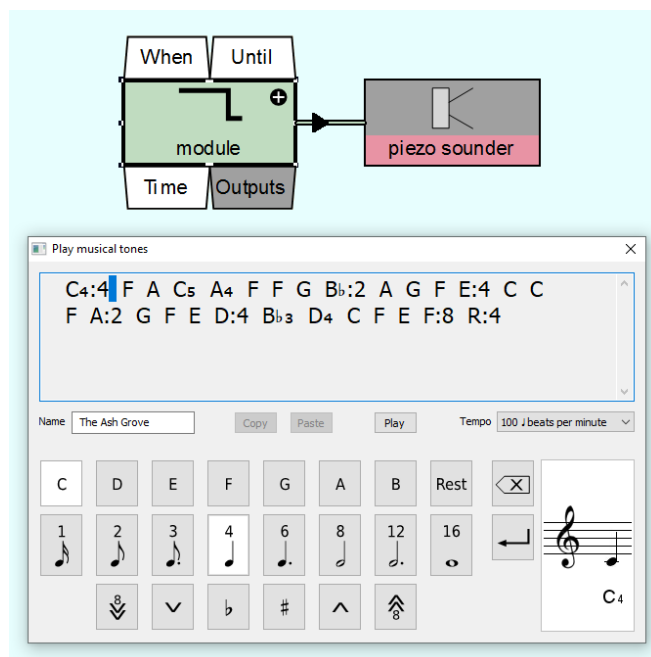 When Until
module
piezo sounder
Time Outputs
Play musical tones
C4:4 F A C5 A4 F F G B♭:2 A G F E:4 C C
F A:2 G F E D:4 B♭3 D4 C F E F:8 R:4
Name The Ash Grove Copy Paste Play Tempo 100 ♩beats per minute
C D E F G A B Rest
1 2 3 4 6 8 12 16
8 ♭ ♯ 8
C4